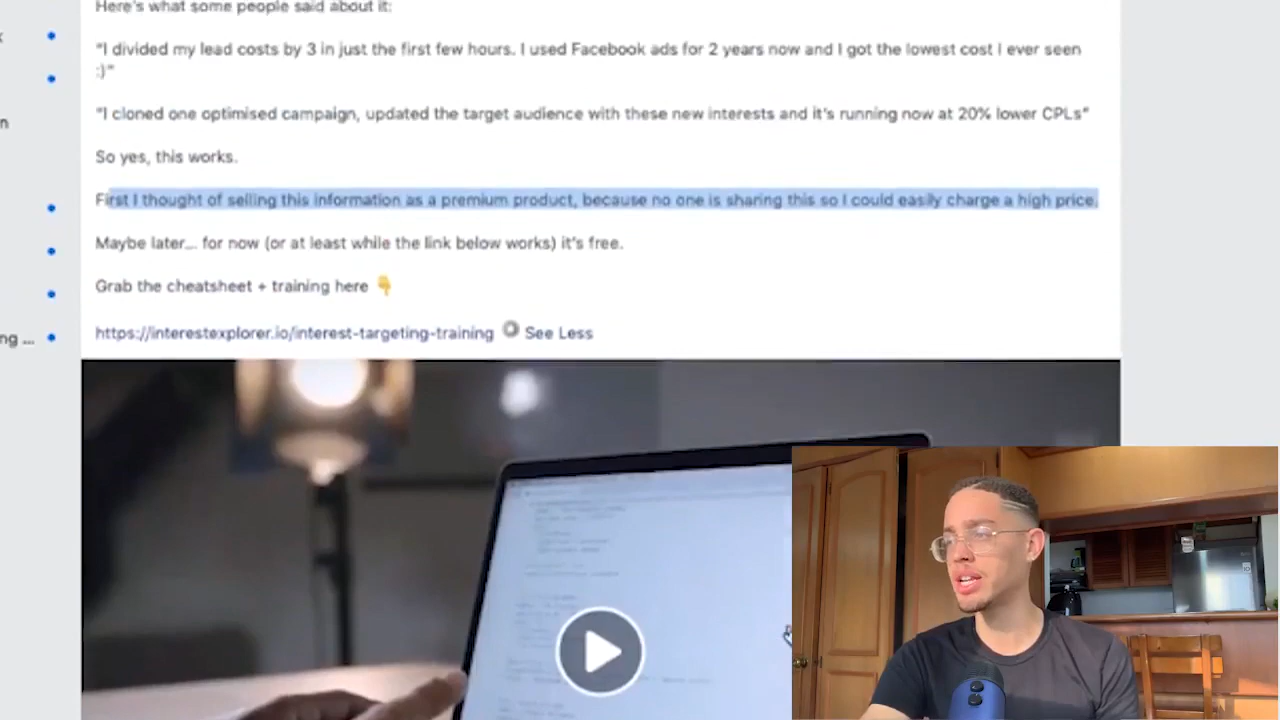 Here's what some people said about it:
"I divided my lead costs by 3 in just the first few hours. I used Facebook ads for 2 years now and I got the lowest cost I ever seen
:)"
"I cloned one optimised campaign, updated the target audience with these new interests and it's running now at 20% lower CPLs"
So yes, this works.
First I thought of selling this information as a premium product, because no one is sharing this so I could easily charge a high price.
Maybe later... for now (or at least while the link below works) it's free.
Grab the cheatsheet + training here 👇
ng ...
https://interestexplorer.io/interest-targeting-training See Less